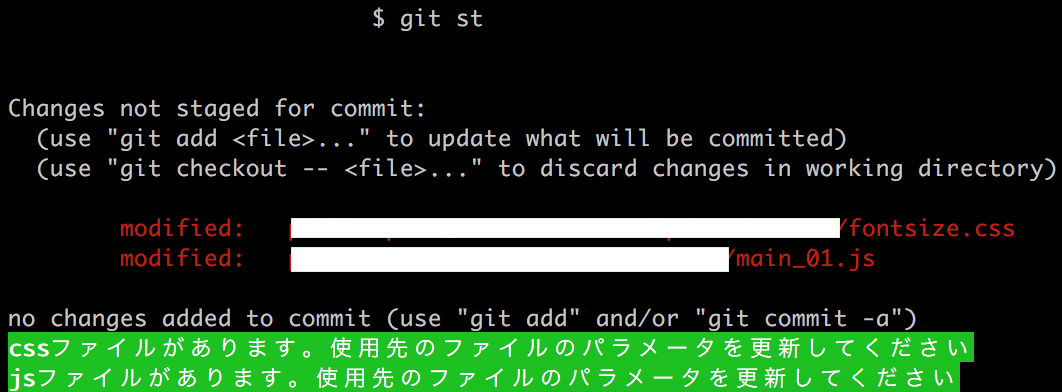 $ git st
Changes not staged for commit:
(use "git add <file>..." to update what will be committed)
(use "git checkout -- <file>..." to discard changes in working directory)
modified: /fontsize.css
modified: /main_01.js
no changes added to commit (use "git add" and/or "git commit -a")
cssファイルがあります。使用先のファイルのパラメータを更新してください
jsファイルがあります。使用先のファイルのパラメータを更新してください